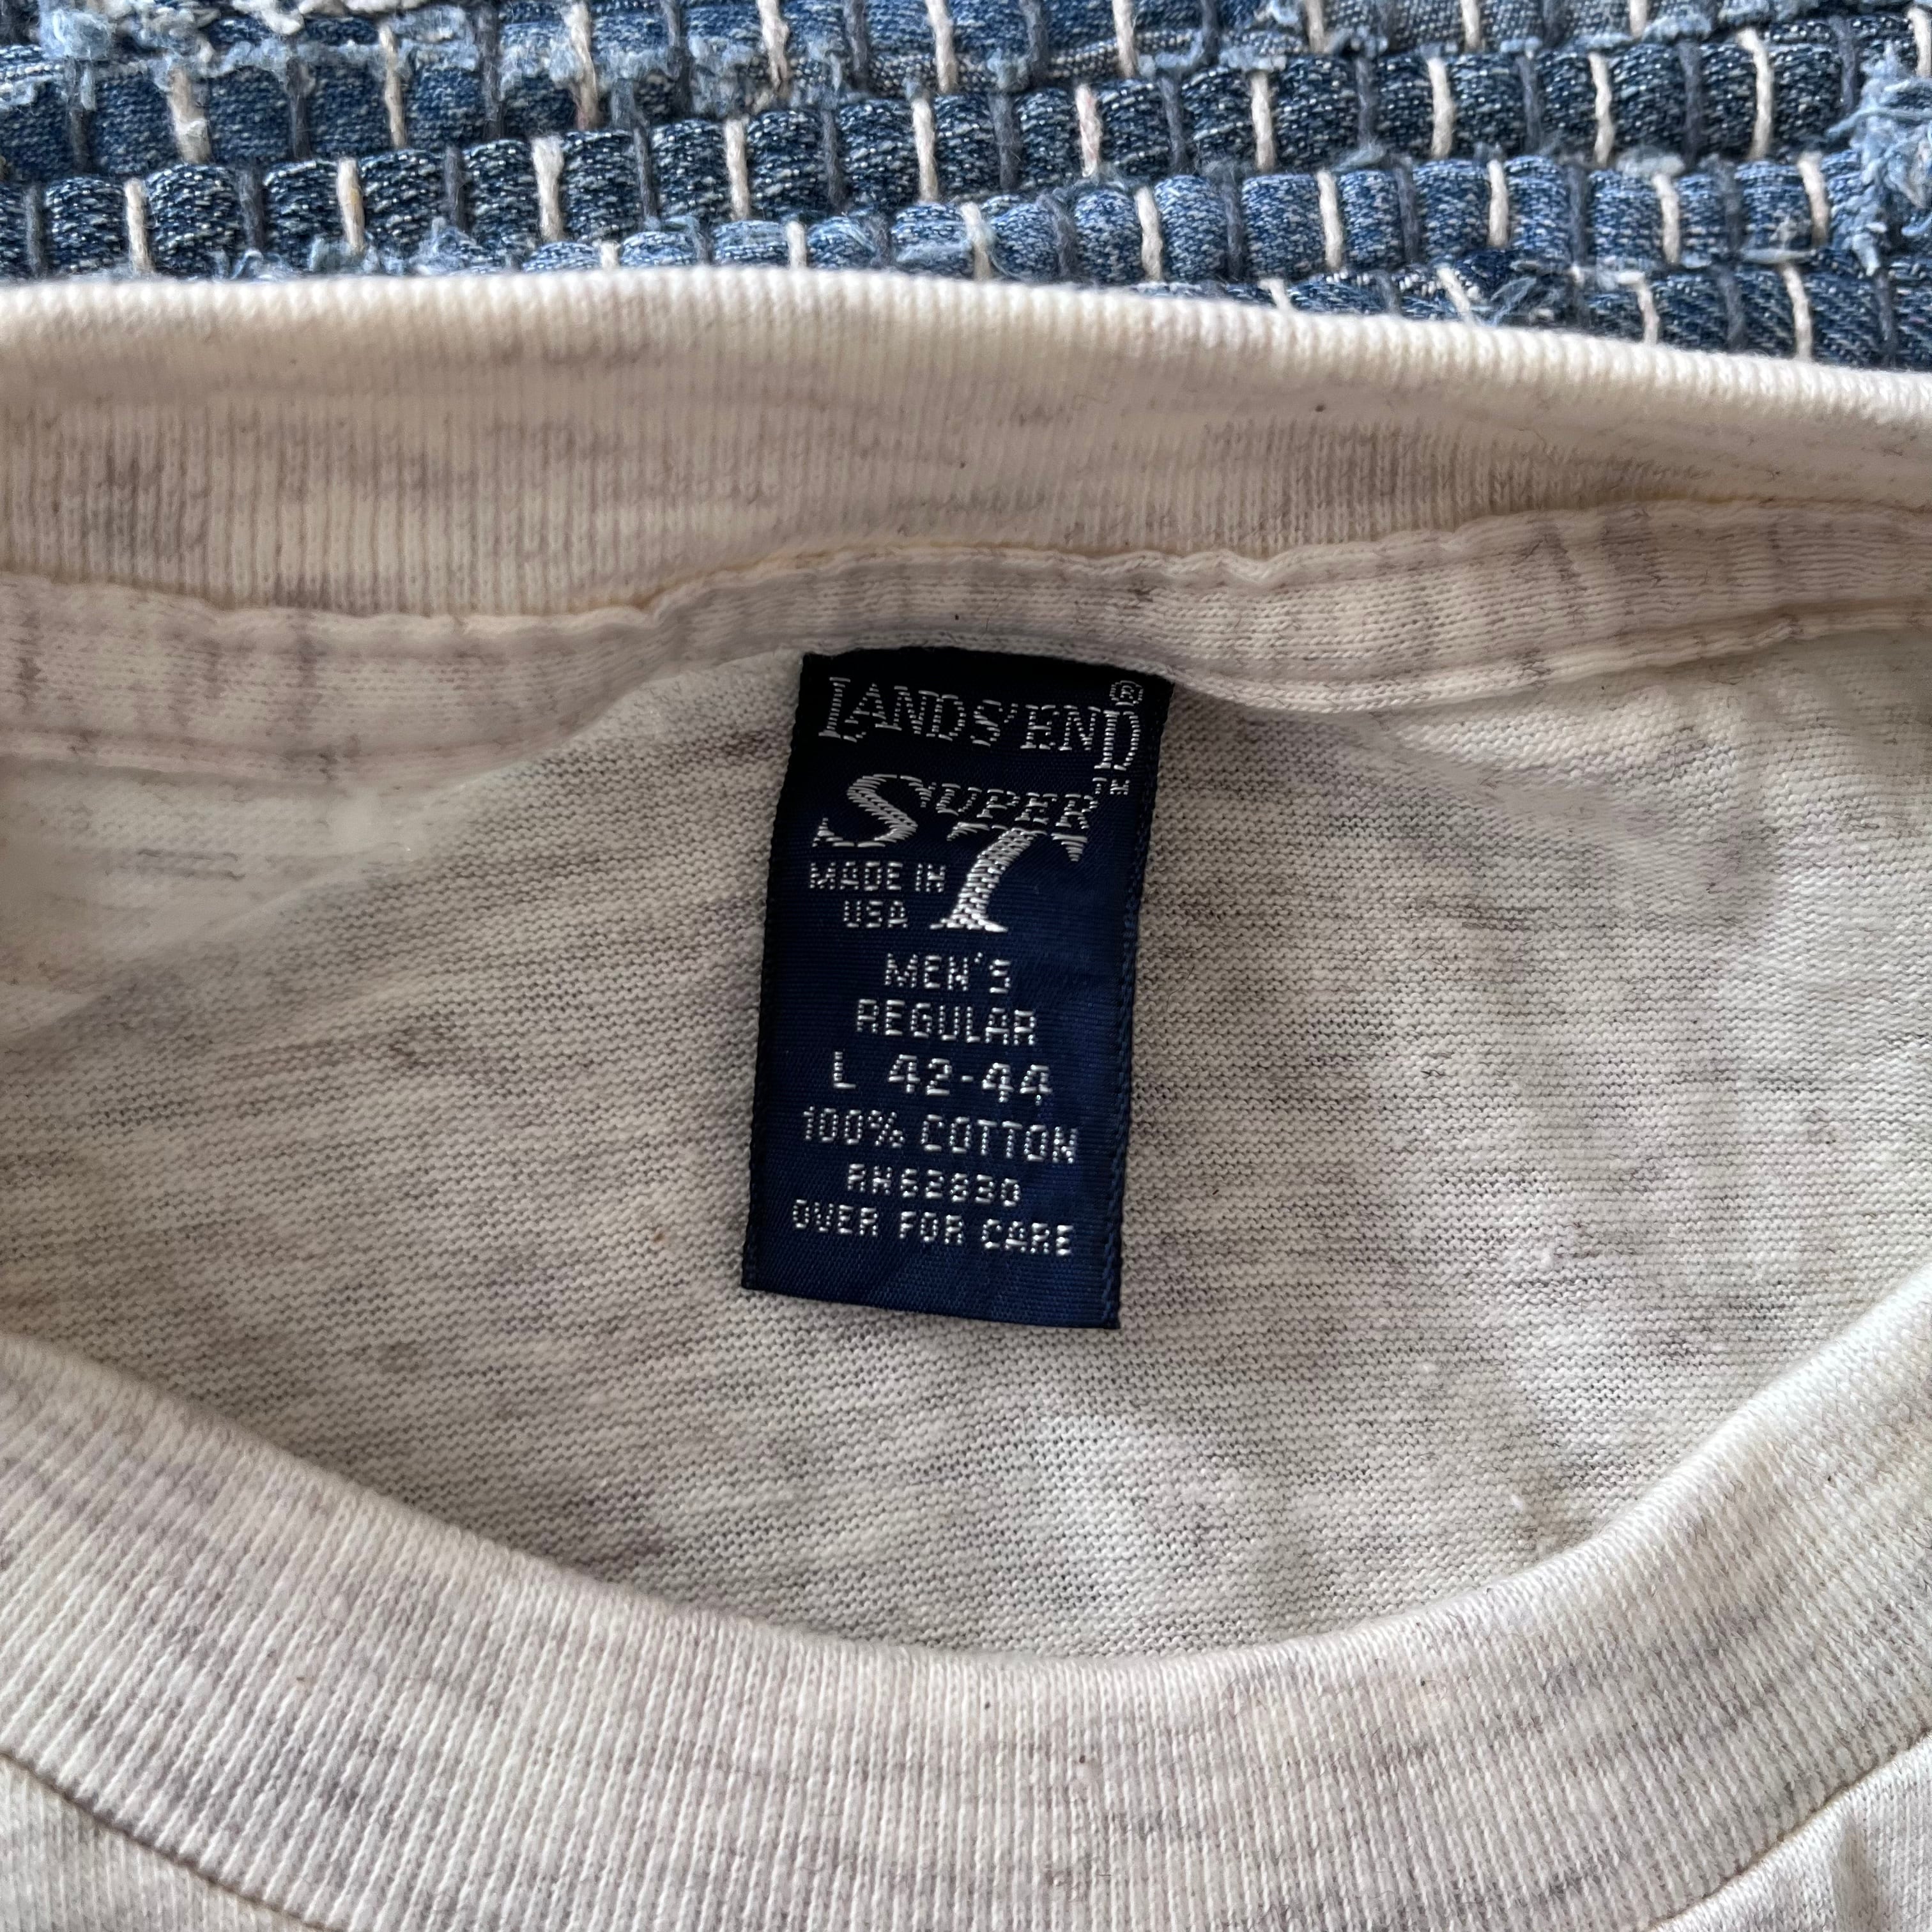 LANDS' END®
SUPER T™
MADE IN
USA
MEN'S
REGULAR
L 42-44
100% COTTON
RN62830
OVER FOR CARE